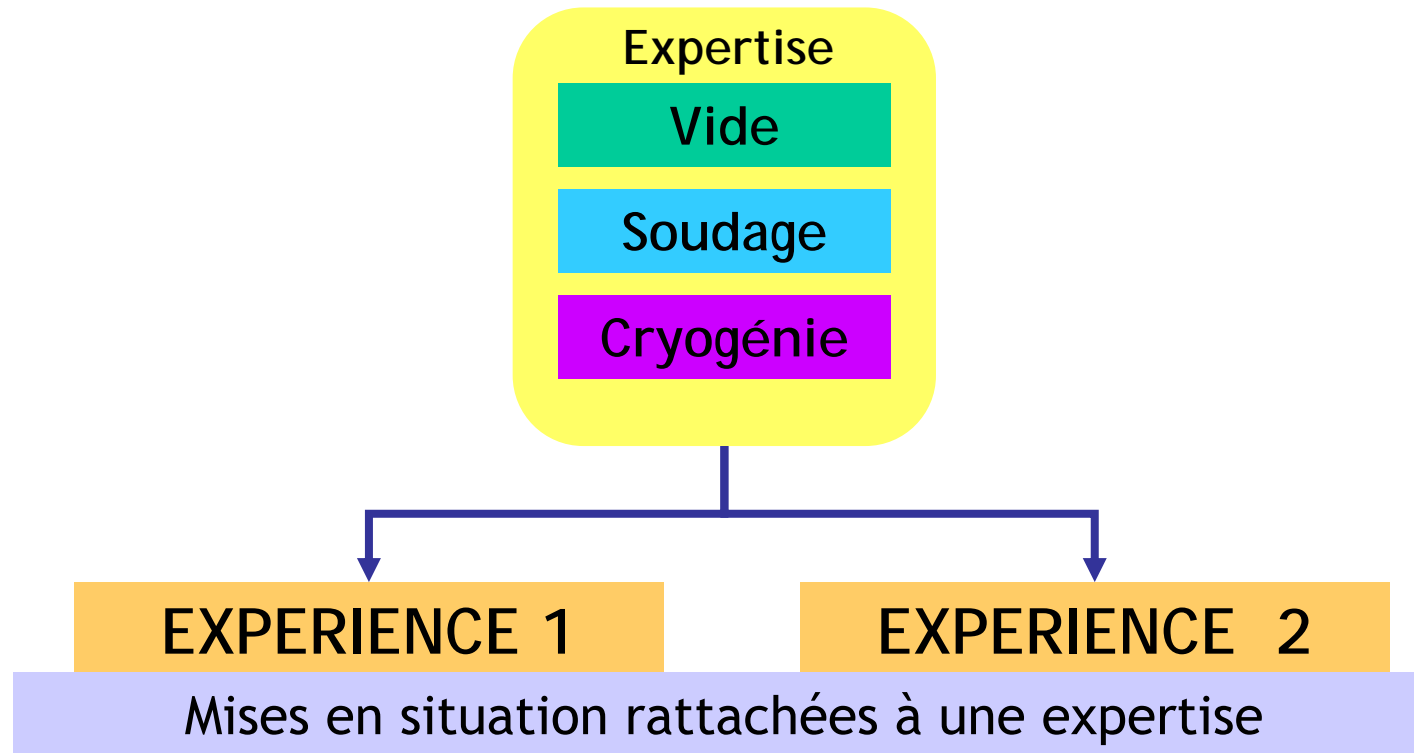 Expertise
Vide
Soudage
Cryogénie
EXPERIENCE 1
EXPERIENCE 2
Mises en situation rattachées à une expertise